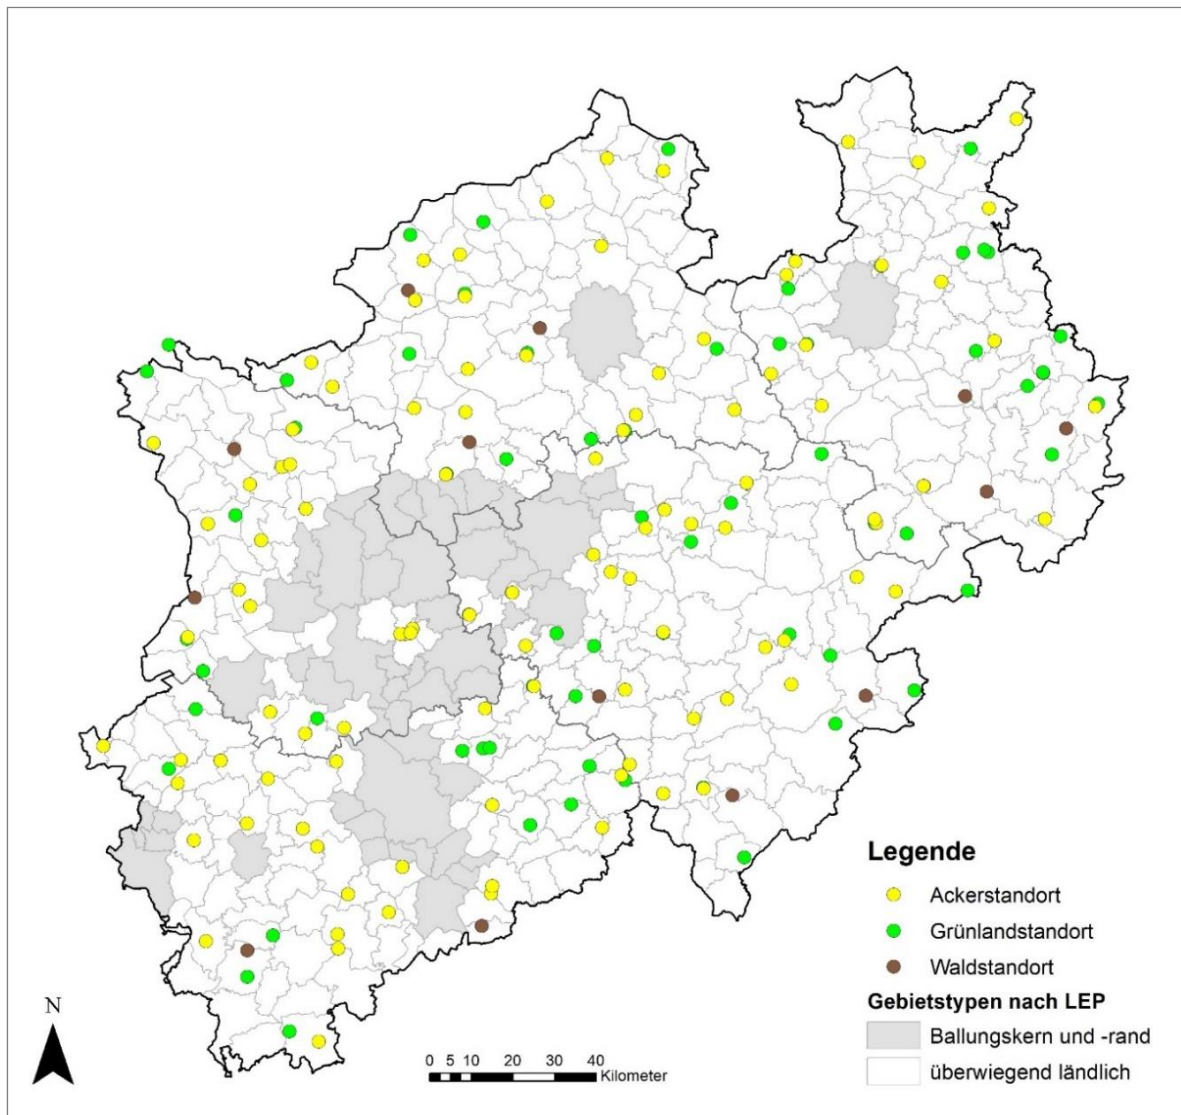 Legende
Ackerstandort
Grünlandstandort
Waldstandort
Gebietstypen nach LEP
Ballungskern und -rand
überwiegend ländlich
N
0 5 10 20 30 40
Kilometer